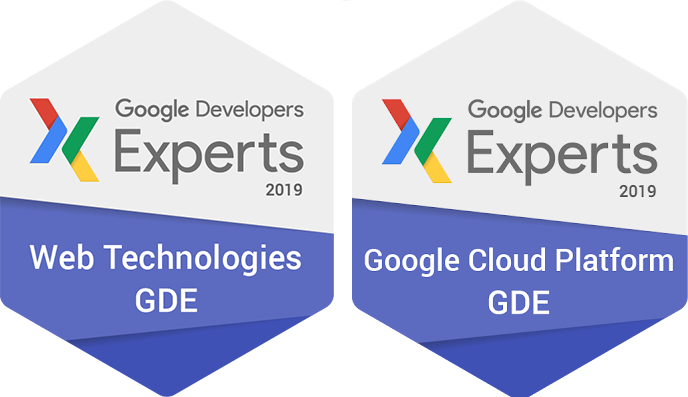 Google Developers
Experts
2019
Web Technologies
GDE
Google Developers
Experts
2019
Google Cloud Platform
GDE